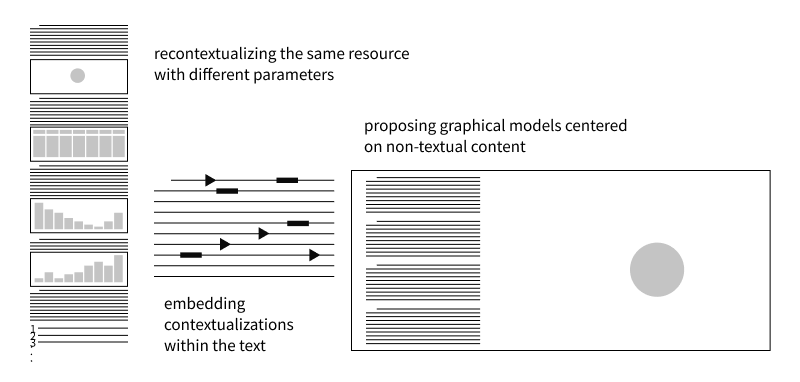 recontextualizing the same resource
with different parameters
proposing graphical models centered
on non-textual content
embedding
contextualizations
within the text
1
2
3
: